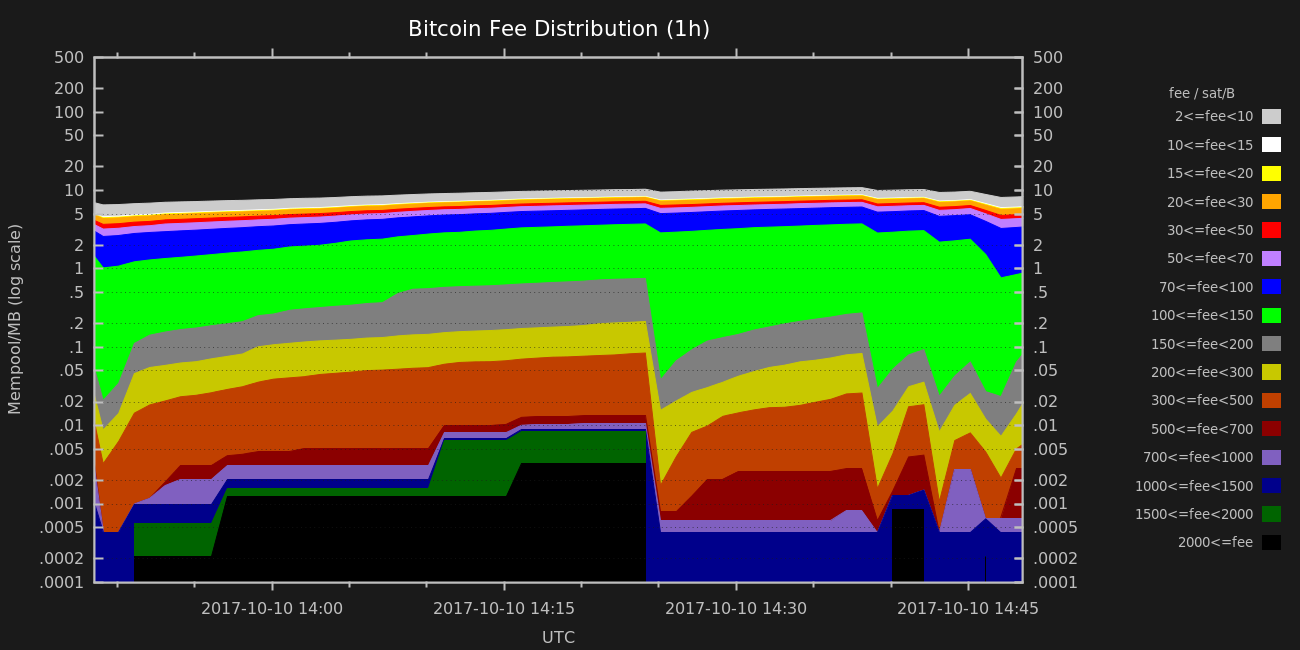 Bitcoin Fee Distribution (1h)
500
200
100
50
20
10
5
2
1
.5
.2
.1
.05
.02
.01
.005
.002
.001
.0005
.0002
.0001
Mempool/MB (log scale)
500
200
100
50
20
10
5
2
1
.5
.2
.1
.05
.02
.01
.005
.002
.001
.0005
.0002
.0001
2017-10-10 14:00 2017-10-10 14:15 2017-10-10 14:30 2017-10-10 14:45
UTC
fee / sat/B
2<=fee<10
10<=fee<15
15<=fee<20
20<=fee<30
30<=fee<50
50<=fee<70
70<=fee<100
100<=fee<150
150<=fee<200
200<=fee<300
300<=fee<500
500<=fee<700
700<=fee<1000
1000<=fee<1500
1500<=fee<2000
2000<=fee